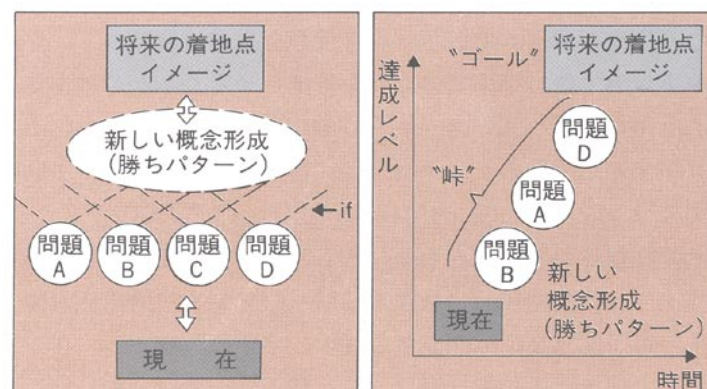 将来の着地点
イメージ
新しい概念形成
(勝ちパターン)
if
問題
A
問題
B
問題
C
問題
D
現 在
達成レベル
"ゴール"
将来の着地点
イメージ
問題
D
"峠"
問題
A
問題
B
新しい
概念形成
(勝ちパターン)
現在
時間